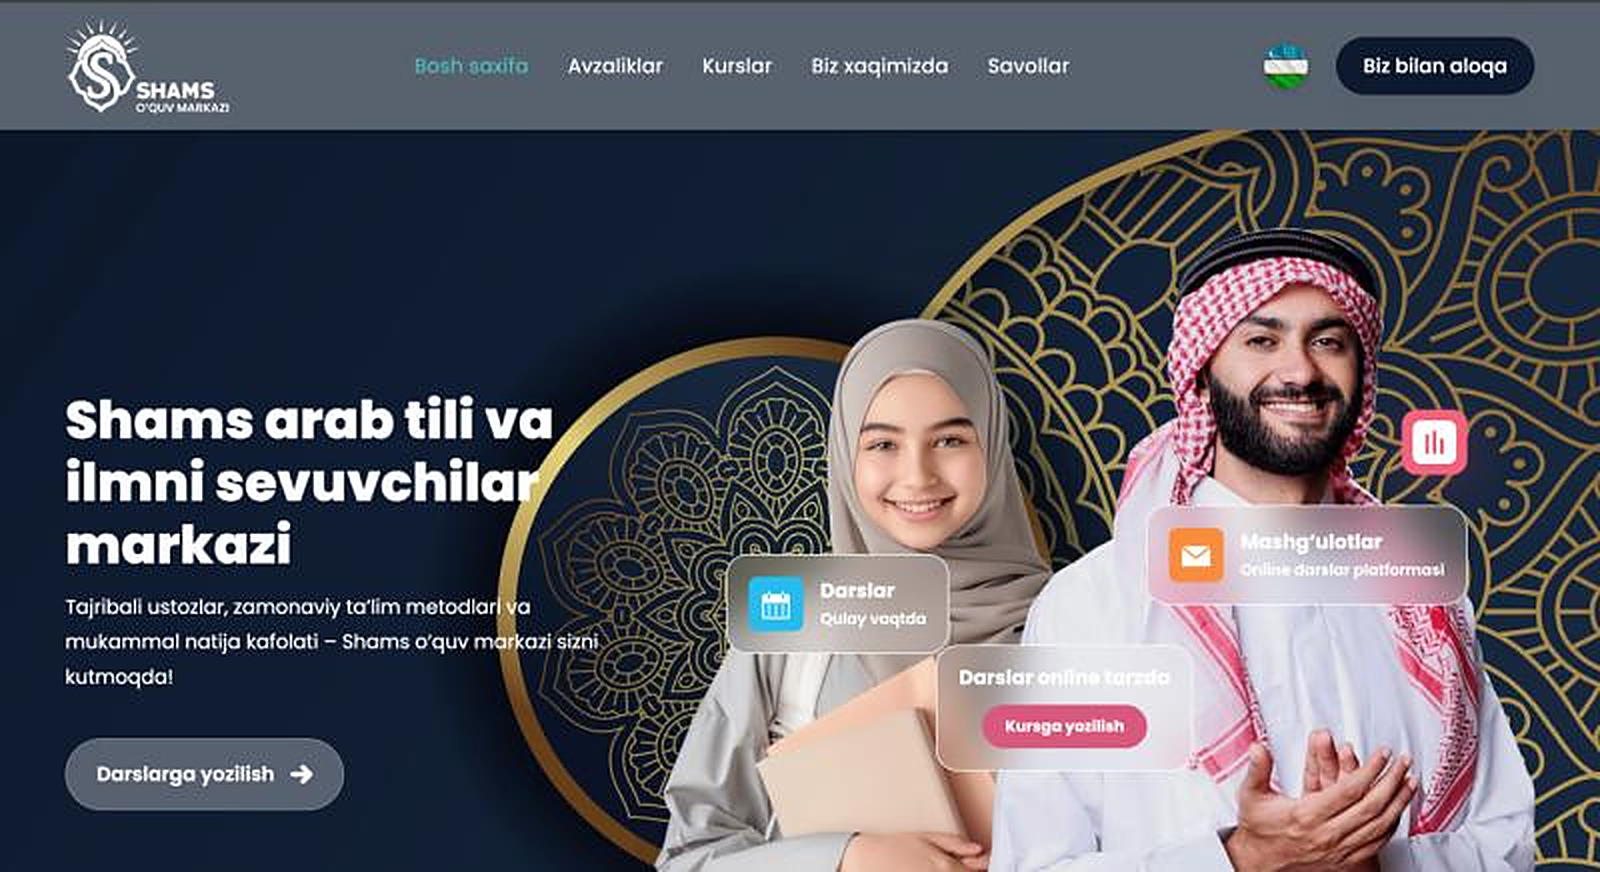 SHAMS
O'QUV MARKAZI
Bosh saxifa
Avzaliklar
Kurslar
Biz xaqimizda
Savollar
Biz bilan aloqa
Shams arab tili va
ilmni sevuvchilar
markazi
Tajribali ustozlar, zamonaviy ta’lim metodlari va
mukammal natija kafolati – Shams o‘quv markazi sizni
kutmoqda!
Darslarga yozilish
Darslar
Qulay vaqtda
Mashg‘ulotlar
Online darslar platformasi
Darslar online tarzda
Kursga yozilish